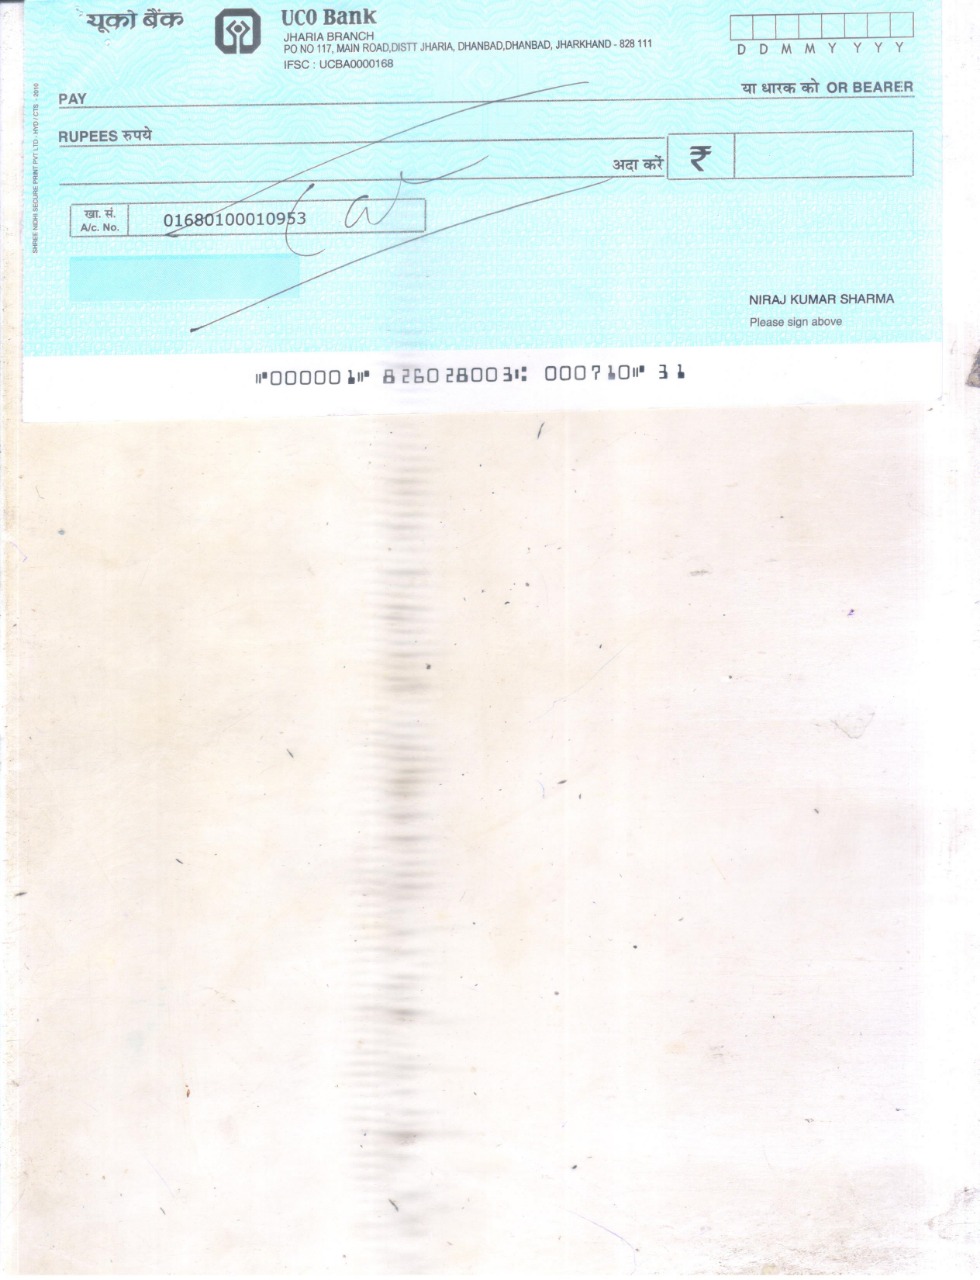 यूको बैंक
UCO Bank
JHARIA BRANCH
PO NO 117, MAIN ROAD,DISTT JHARIA, DHANBAD,DHANBAD, JHARKHAND - 828 111
IFSC : UCBA0000168
D D M M Y Y Y Y
PAY
या धारक को OR BEARER
RUPEES रुपये
अदा करें ₹
खा. सं.
A/c. No.
01680100010953
SHREE NIDHI SECURE PRINT PVT LTD - HYD / CTS - 2010
NIRAJ KUMAR SHARMA
Please sign above
⑈000001⑈ 826028003⑆ 000710⑈ 31